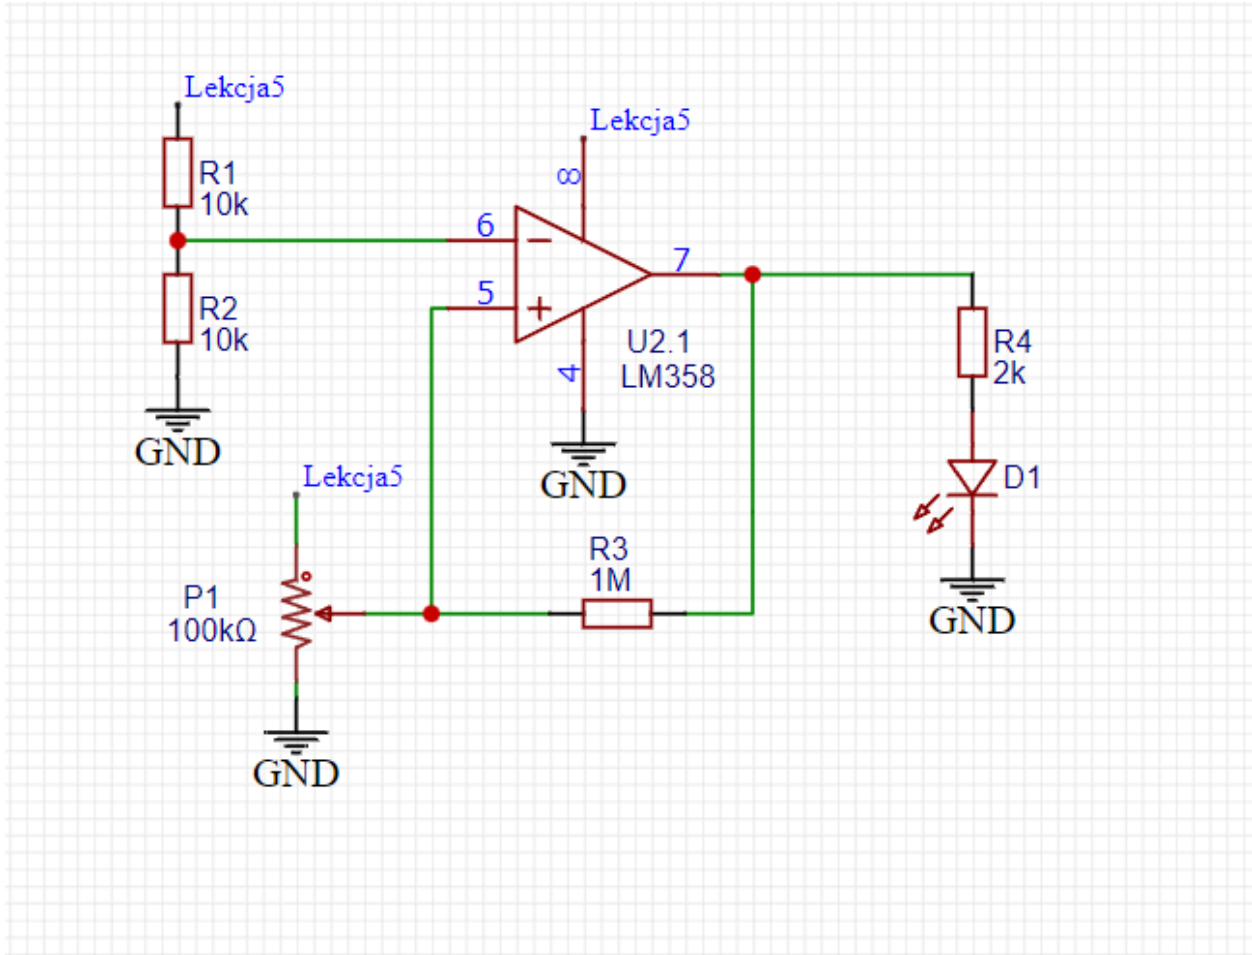 Lekcja5
Lekcja5
R1
10k
8
6
7
5
R2
10k
U2.1
LM358
4
R4
2k
GND
GND
Lekcja5
D1
R3
1M
P1
100kΩ
GND
GND